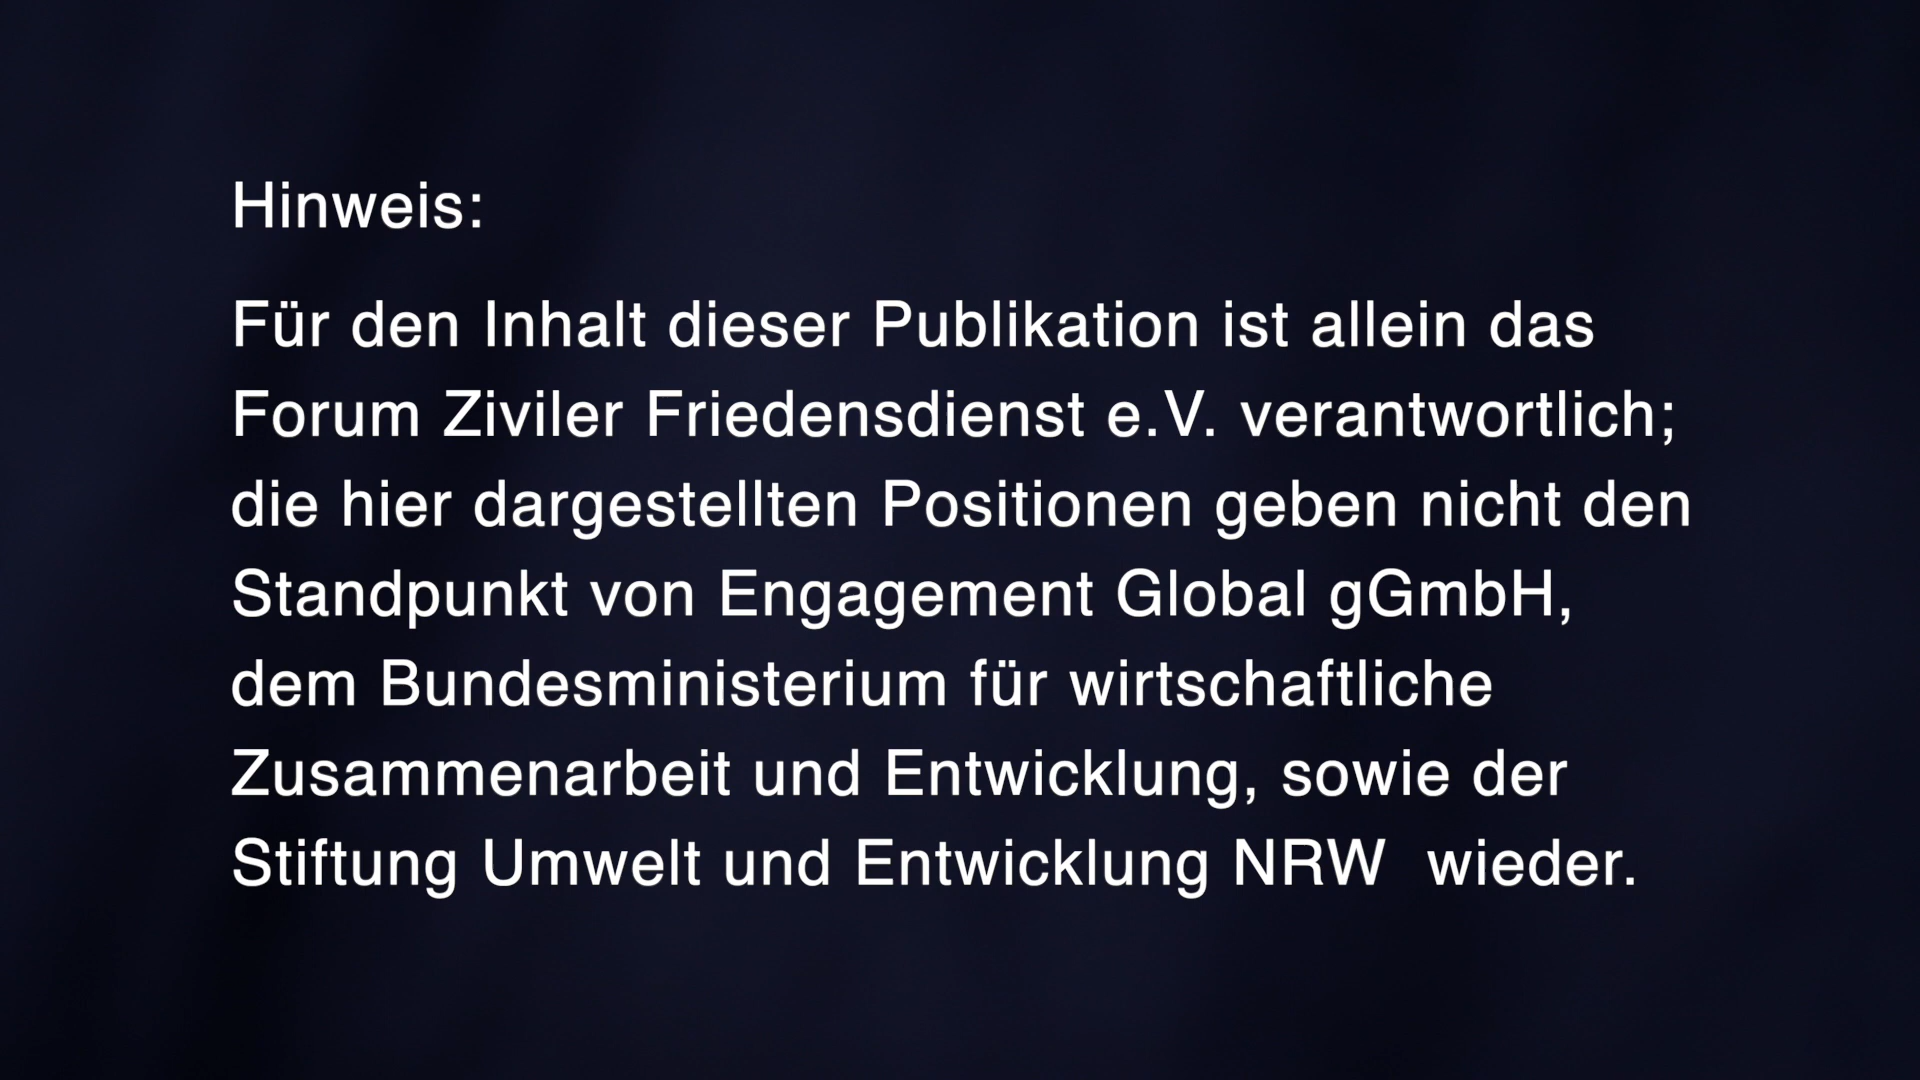 Hinweis:
Für den Inhalt dieser Publikation ist allein das
Forum Ziviler Friedensdienst e.V. verantwortlich;
die hier dargestellten Positionen geben nicht den
Standpunkt von Engagement Global gGmbH,
dem Bundesministerium für wirtschaftliche
Zusammenarbeit und Entwicklung, sowie der
Stiftung Umwelt und Entwicklung NRW  wieder.